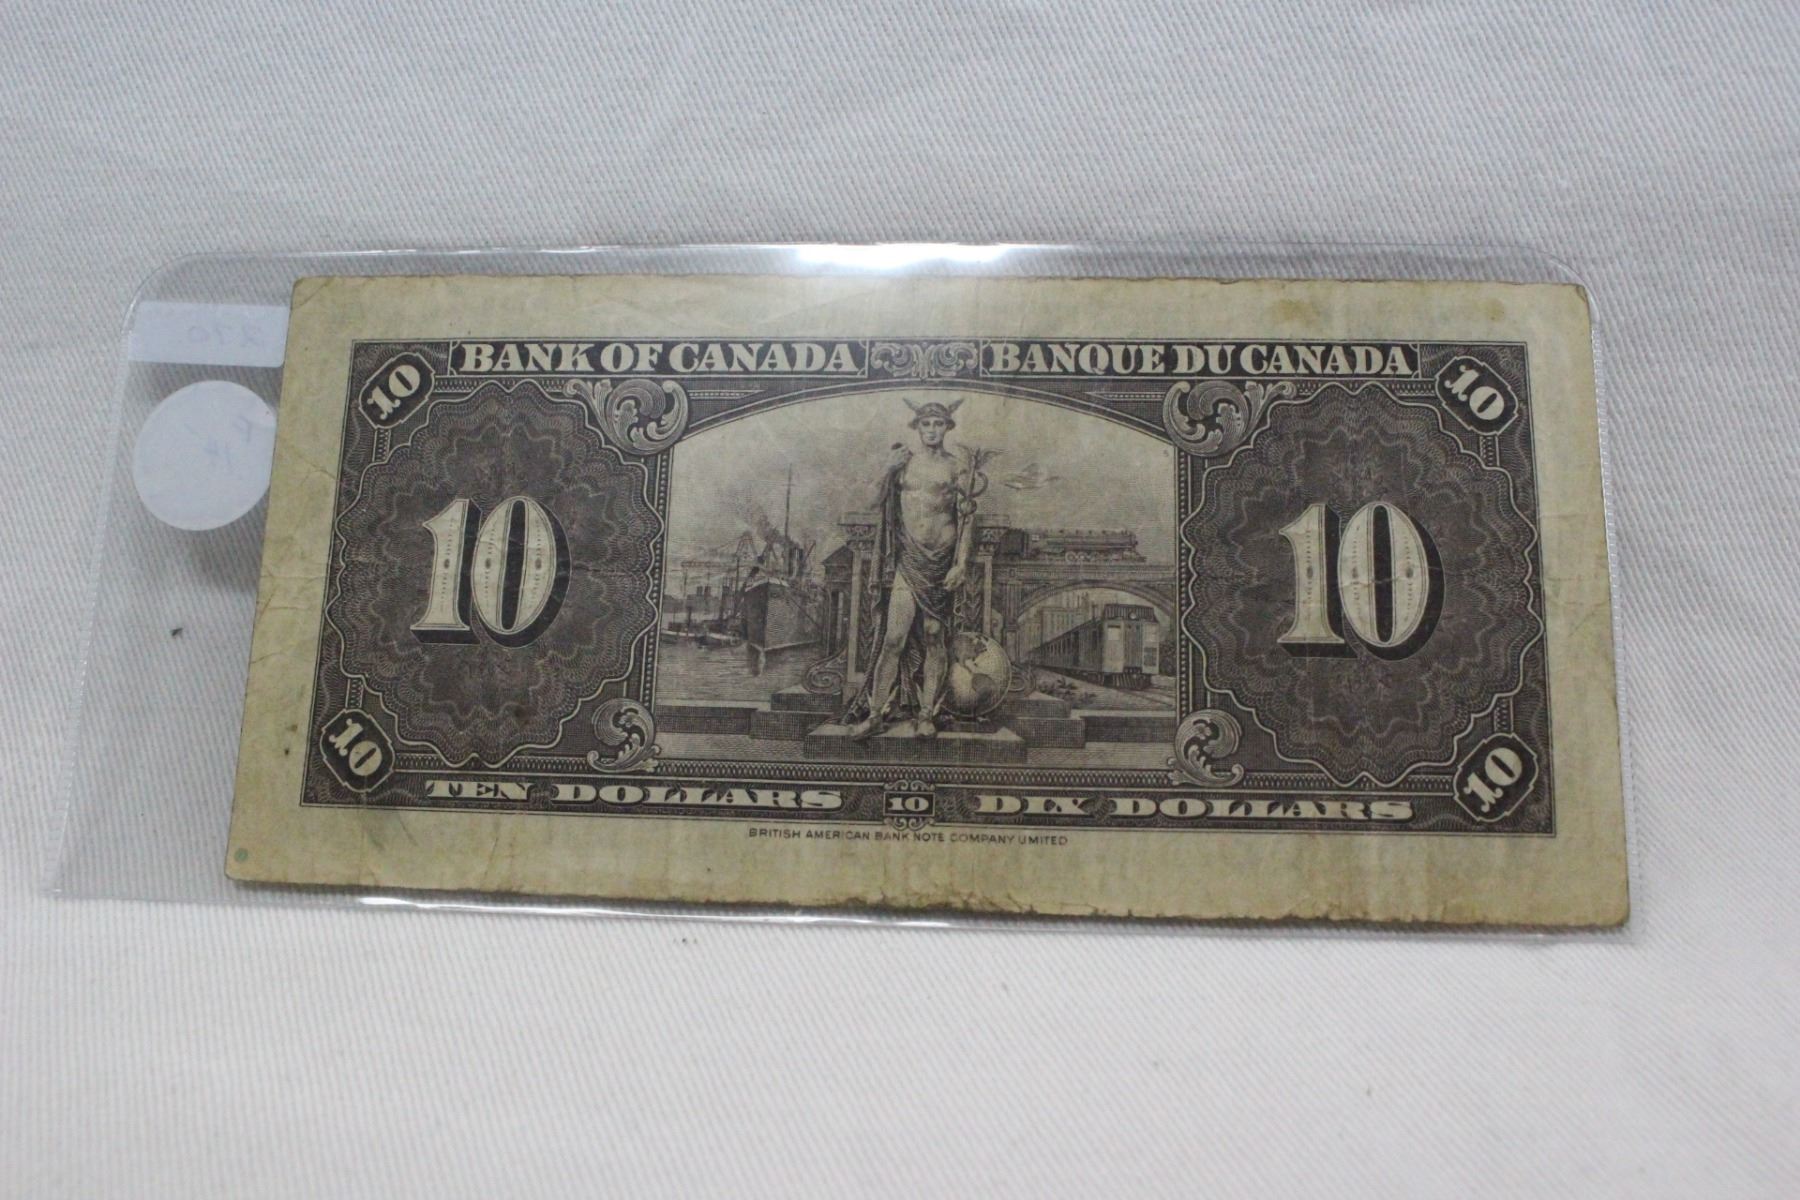 BANK OF CANADA BANQUE DU CANADA
10 10
10 10
10 10
TEN DOLLARS 10 DIX DOLLARS
BRITISH AMERICAN BANK NOTE COMPANY LIMITED